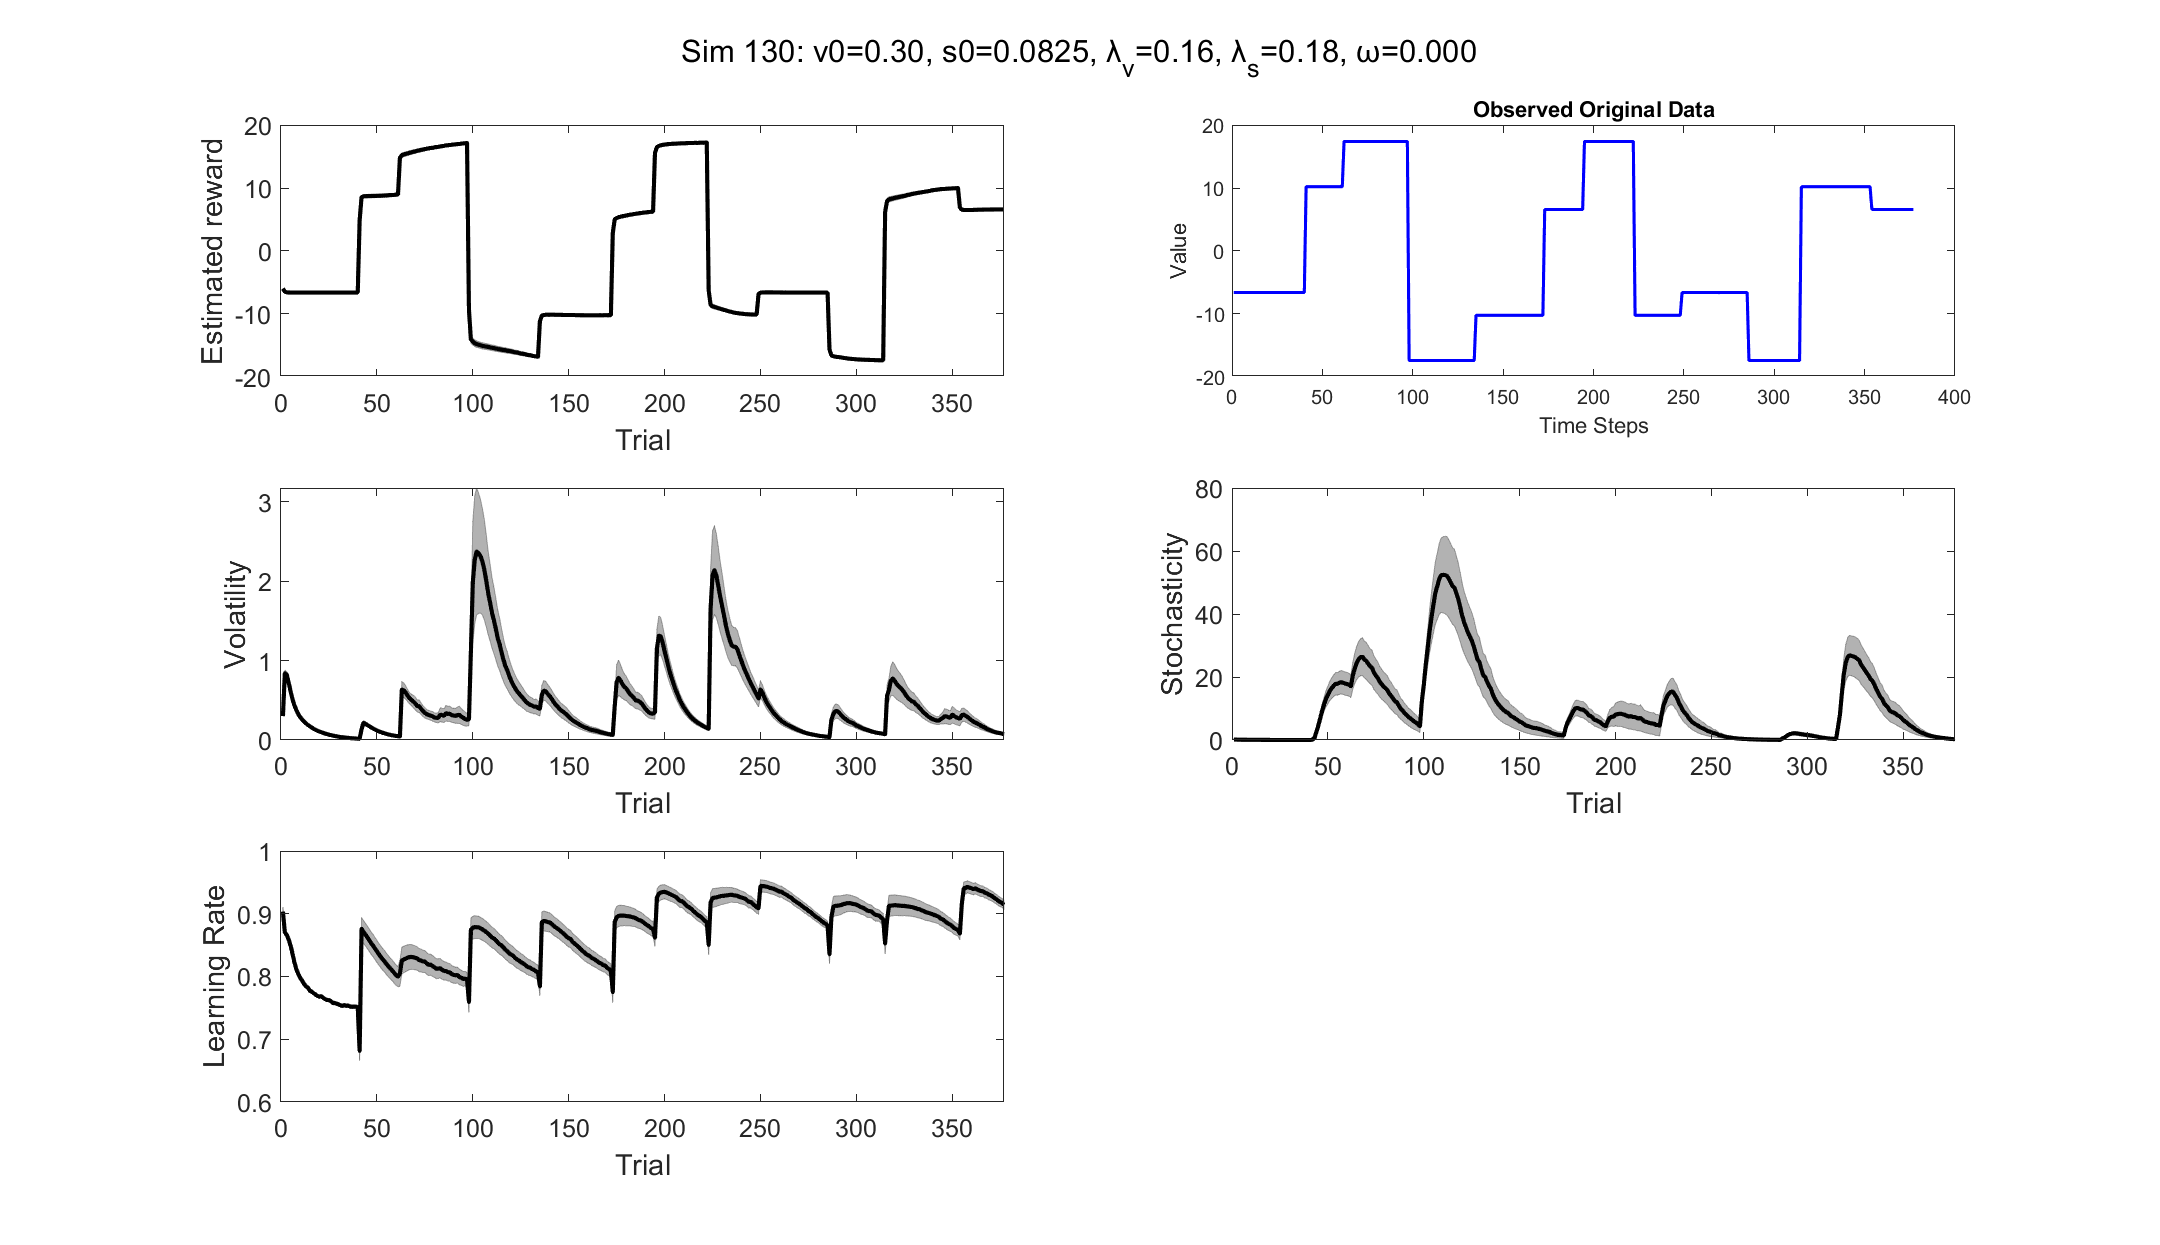 Sim 130: v0=0.30, s0=0.0825, λv=0.16, λs=0.18, ω=0.000
Estimated reward
20
10
0
-10
-20
0 50 100 150 200 250 300 350
Trial
Observed Original Data
Value
20
10
0
-10
-20
0 50 100 150 200 250 300 350 400
Time Steps
Volatility
3
2
1
0
0 50 100 150 200 250 300 350
Trial
Stochasticity
80
60
40
20
0
0 50 100 150 200 250 300 350
Trial
Learning Rate
1
0.9
0.8
0.7
0.6
0 50 100 150 200 250 300 350
Trial